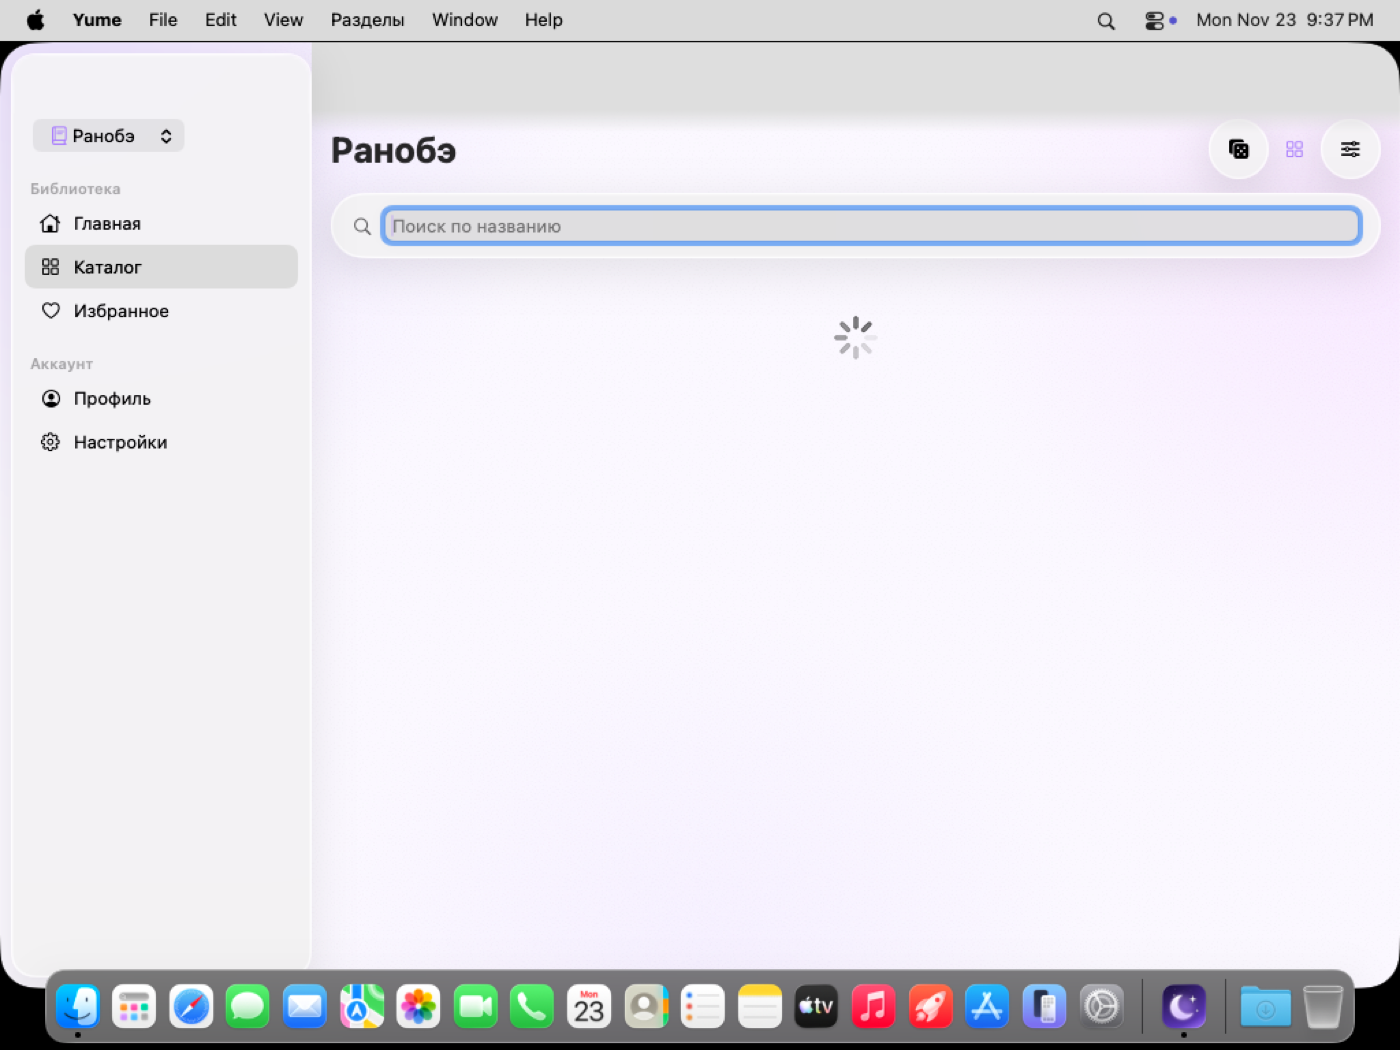 Yume File Edit View Разделы Window Help Mon Nov 23 9:37 PM
Ранобэ
Библиотека
Главная
Каталог
Избранное
Аккаунт
Профиль
Настройки
Ранобэ
Поиск по названию
Mon
23
tv